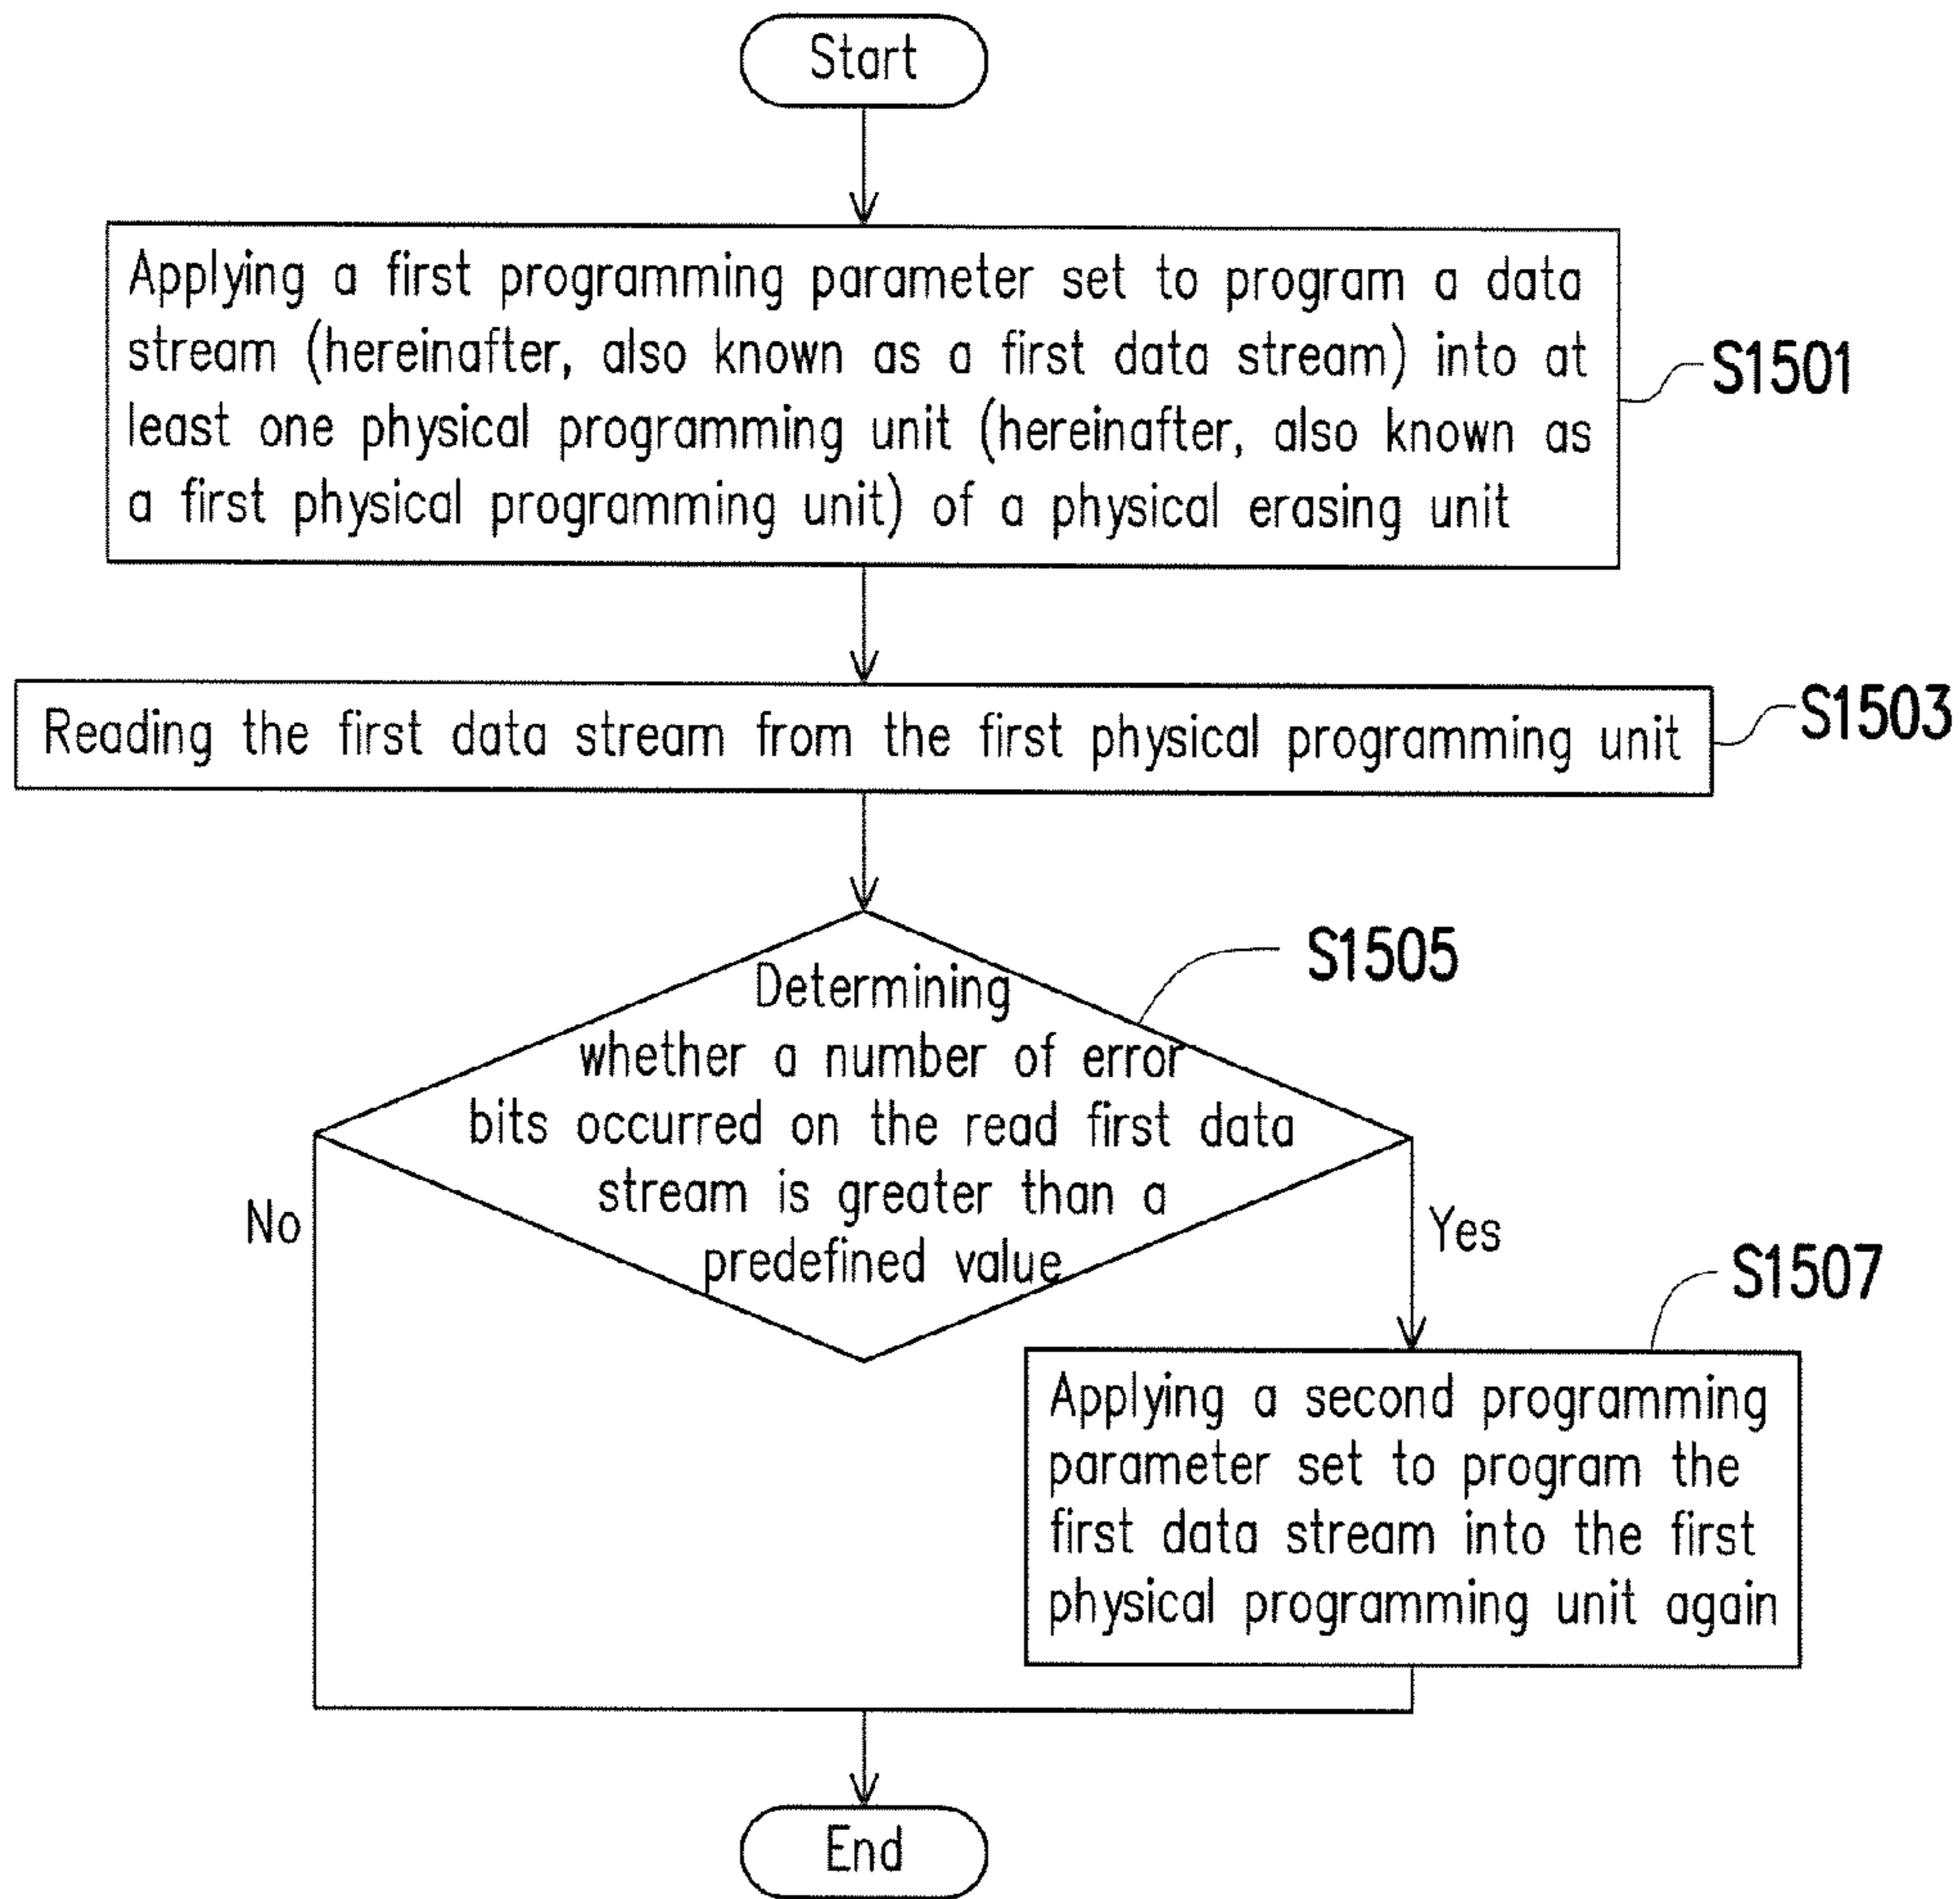 Start
Applying a first programming parameter set to program a data
stream (hereinafter, also known as a first data stream) into at
least one physical programming unit (hereinafter, also known as
a first physical programming unit) of a physical erasing unit
S1501
Reading the first data stream from the first physical programming unit
S1503
Determining
whether a number of error
bits occurred on the read first data
stream is greater than a
predefined value
S1505
No
Yes
S1507
Applying a second programming
parameter set to program the
first data stream into the first
physical programming unit again
End